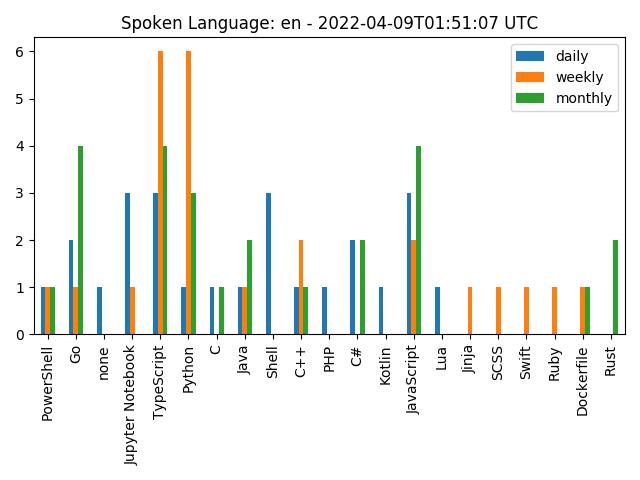 Spoken Language: en - 2022-04-09T01:51:07 UTC
daily
weekly
monthly
6
5
4
3
2
1
0
PowerShell
Go
none
Jupyter Notebook
TypeScript
Python
C
Java
Shell
C++
PHP
C#
Kotlin
JavaScript
Lua
Jinja
SCSS
Swift
Ruby
Dockerfile
Rust